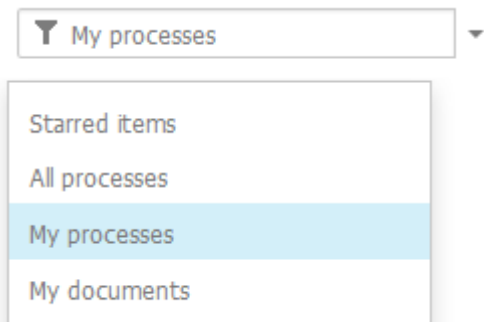 My processes
Starred items
All processes
My processes
My documents